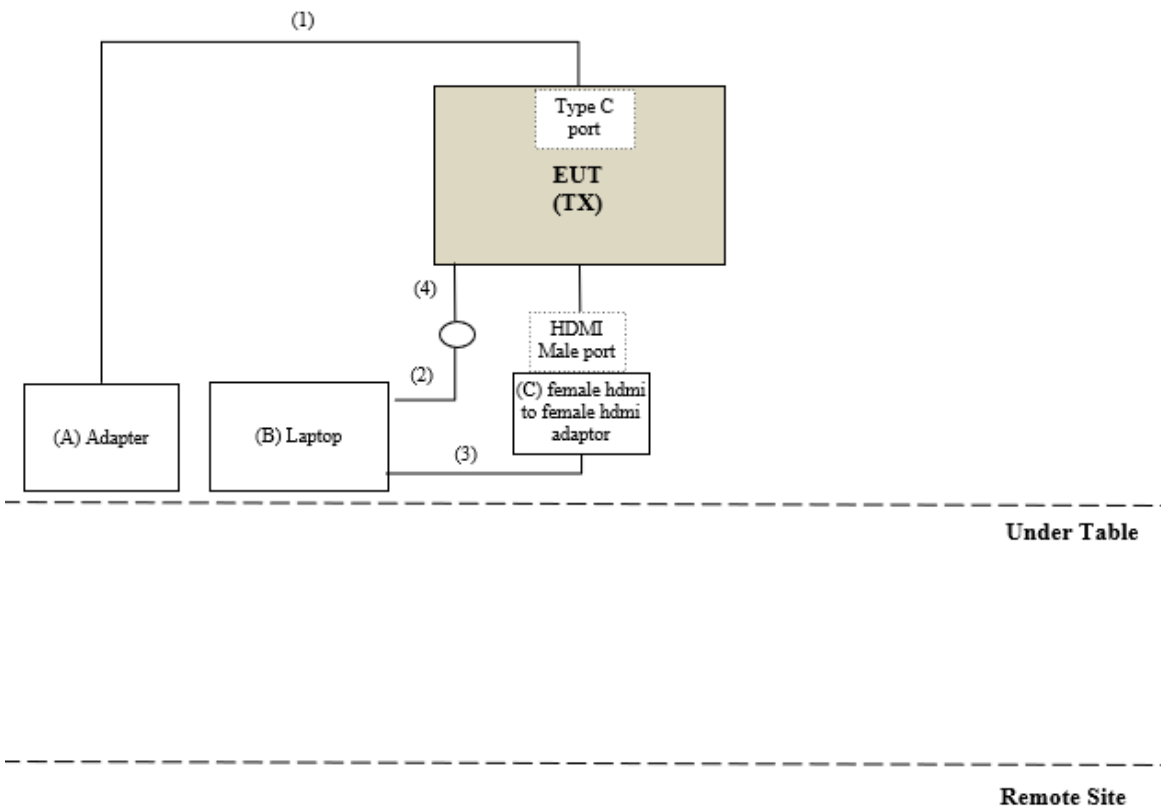 (1)
Type C
port
EUT
(TX)
(4)
HDMI
Male port
(2)
(C) female hdmi
to female hdmi
adaptor
(A) Adapter
(B) Laptop
(3)
Under Table
Remote Site